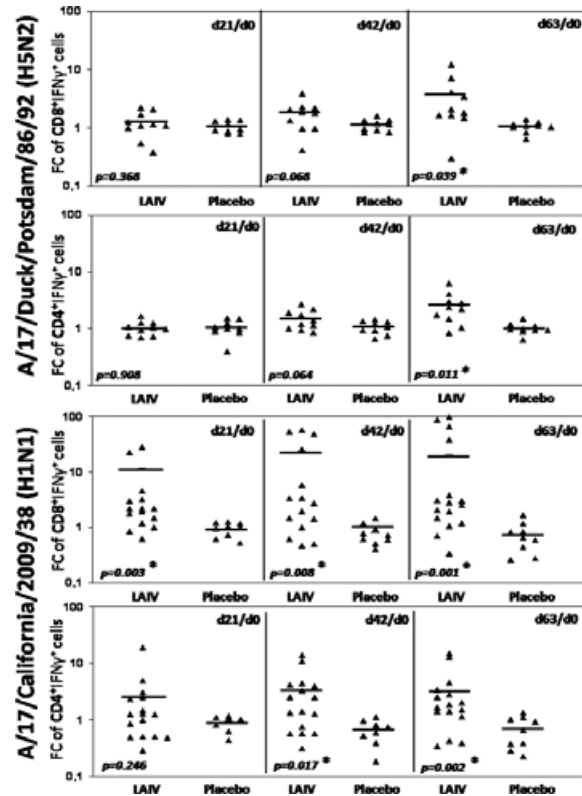 A/17/Duck/Potsdam/86/92 (H5N2)
FC of CD8⁺IFNγ⁺ cells
100
10
1
0,1
d21/d0
d42/d0
d63/d0
p=0.368
p=0.068
p=0.039 *
LAIV Placebo LAIV Placebo LAIV Placebo
FC of CD4⁺IFNγ⁺ cells
100
10
1
0,1
d21/d0
d42/d0
d63/d0
p=0.908
p=0.064
p=0.011 *
LAIV Placebo LAIV Placebo LAIV Placebo
A/17/California/2009/38 (H1N1)
FC of CD8⁺IFNγ⁺ cells
100
10
1
0,1
d21/d0
d42/d0
d63/d0
p=0.003 *
p=0.008 *
p=0.001 *
LAIV Placebo LAIV Placebo LAIV Placebo
FC of CD4⁺IFNγ⁺ cells
100
10
1
0,1
d21/d0
d42/d0
d63/d0
p=0.246
p=0.017 *
p=0.002 *
LAIV Placebo LAIV Placebo LAIV Placebo